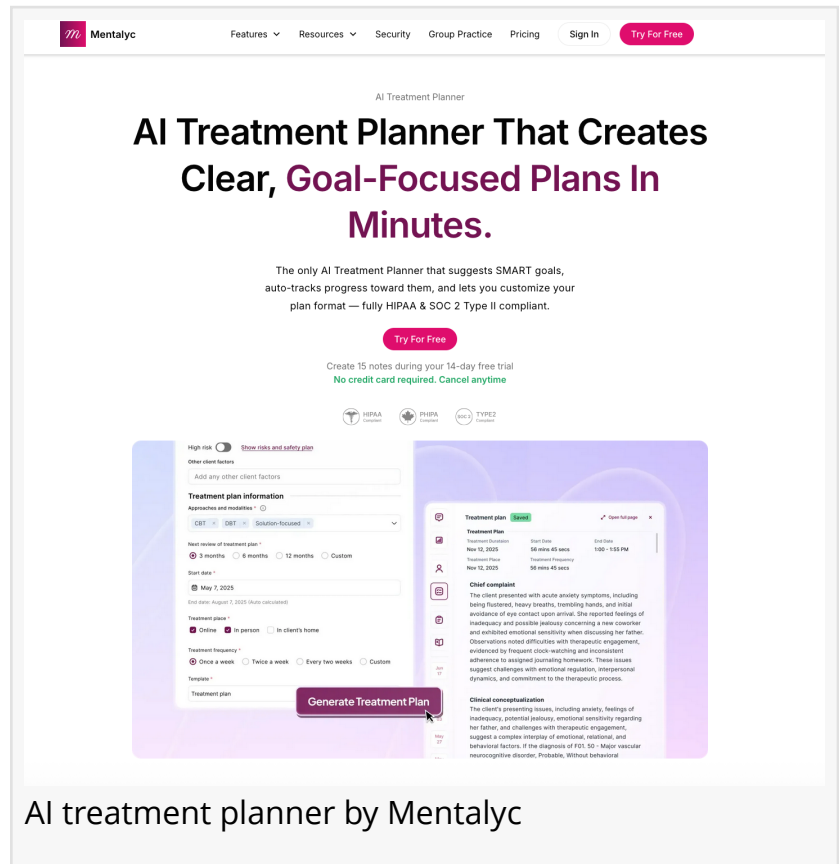 Mentalyc
Features Resources Security Group Practice Pricing Sign In Try For Free
AI Treatment Planner
AI Treatment Planner That Creates
Clear, Goal-Focused Plans In
Minutes.
The only AI Treatment Planner that suggests SMART goals,
auto-tracks progress toward them, and lets you customize your
plan format — fully HIPAA & SOC 2 Type II compliant.
Try For Free
Create 15 notes during your 14-day free trial
No credit card required. Cancel anytime
HIPAA
Compliant
PHIPA
Compliant
SOC 2
TYPE2
Compliant
High risk Show risks and safety plan
Other client factors
Add any other client factors
Treatment plan information
Approaches and modalities *
CBT × DBT × Solution-focused ×
Next review of treatment plan *
3 months 6 months 12 months Custom
Start date *
May 7, 2025
End date: August 7, 2025 (Auto calculated)
Treatment place *
Online In person In client's home
Treatment frequency *
Once a week Twice a week Every two weeks Custom
Template *
Treatment plan
Generate Treatment Plan
Jun
17
May
27
Treatment plan Saved Open full page ×
Treatment Plan
Treatment Duration Start Date End Date
Nov 12, 2025 56 mins 45 secs 1:00 - 1:55 PM
Treatment Place Treatment Frequency
Nov 12, 2025 56 mins 45 secs
Chief complaint
The client presented with acute anxiety symptoms, including
being flustered, heavy breaths, trembling hands, and initial
avoidance of eye contact upon arrival. She reported feelings of
inadequacy and possible jealousy concerning a new coworker
and exhibited emotional sensitivity when discussing her father.
Observations noted difficulties with therapeutic engagement,
evidenced by frequent clock-watching and inconsistent
adherence to assigned journaling homework. These issues
suggest challenges with emotional regulation, interpersonal
dynamics, and commitment to the therapeutic process.
Clinical conceptualization
The client's presenting issues, including anxiety, feelings of
inadequacy, potential jealousy, emotional sensitivity regarding
her father, and challenges with therapeutic engagement,
suggest a complex interplay of emotional, relational, and
behavioral factors. If the diagnosis of F01. 50 - Major vascular
neurocognitive disorder, Probable, Without behavioral
AI treatment planner by Mentalyc